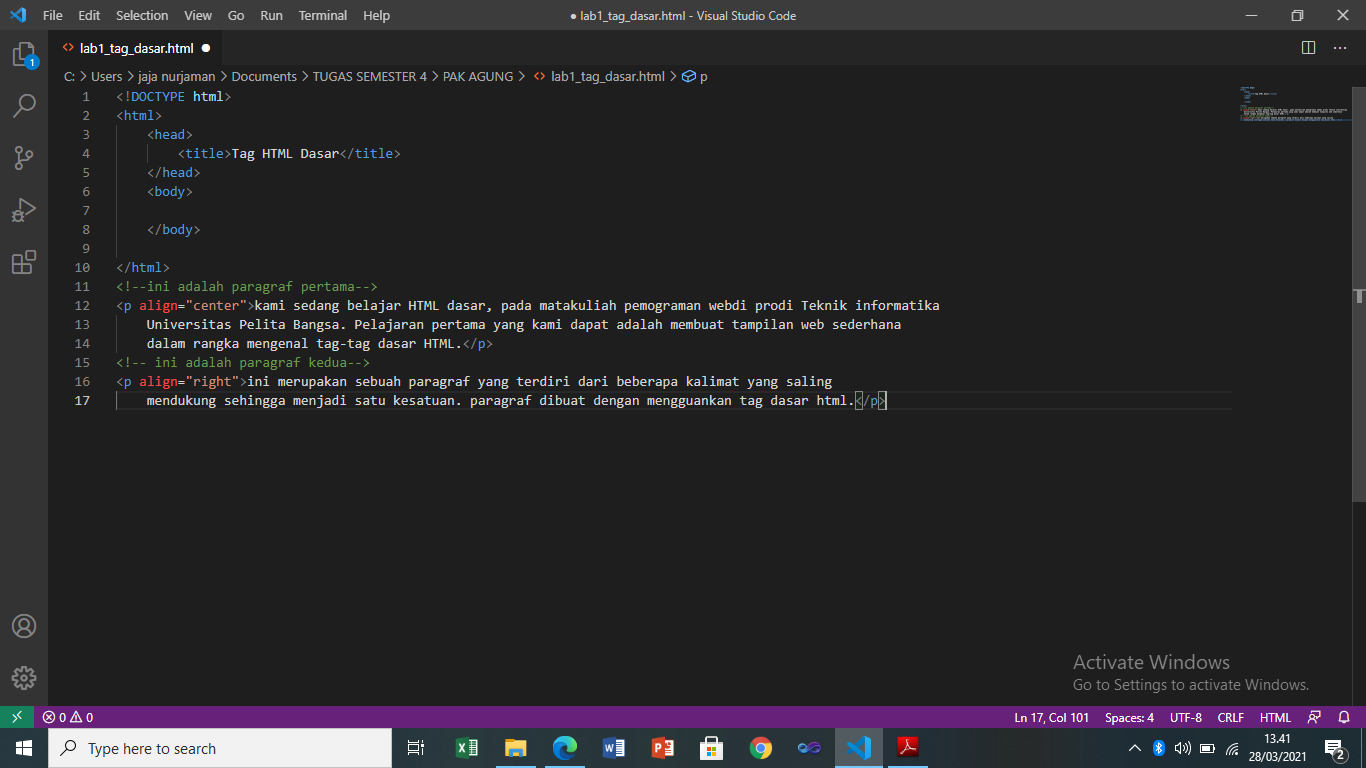 File Edit Selection View Go Run Terminal Help
● lab1_tag_dasar.html - Visual Studio Code
1
<> lab1_tag_dasar.html ●
C: > Users > jaja nurjaman > Documents > TUGAS SEMESTER 4 > PAK AGUNG > <> lab1_tag_dasar.html > p
1 <!DOCTYPE html>
2 <html>
3 <head>
4 <title>Tag HTML Dasar</title>
5 </head>
6 <body>
7
8 </body>
9
10 </html>
11 <!--ini adalah paragraf pertama-->
12 <p align="center">kami sedang belajar HTML dasar, pada matakuliah pemograman webdi prodi Teknik informatika
13 Universitas Pelita Bangsa. Pelajaran pertama yang kami dapat adalah membuat tampilan web sederhana
14 dalam rangka mengenal tag-tag dasar HTML.</p>
15 <!-- ini adalah paragraf kedua-->
16 <p align="right">ini merupakan sebuah paragraf yang terdiri dari beberapa kalimat yang saling
17 mendukung sehingga menjadi satu kesatuan. paragraf dibuat dengan mengguankan tag dasar html.</p>
Activate Windows
Go to Settings to activate Windows.
0 0 Ln 17, Col 101 Spaces: 4 UTF-8 CRLF HTML
Type here to search
13.41
28/03/2021
2